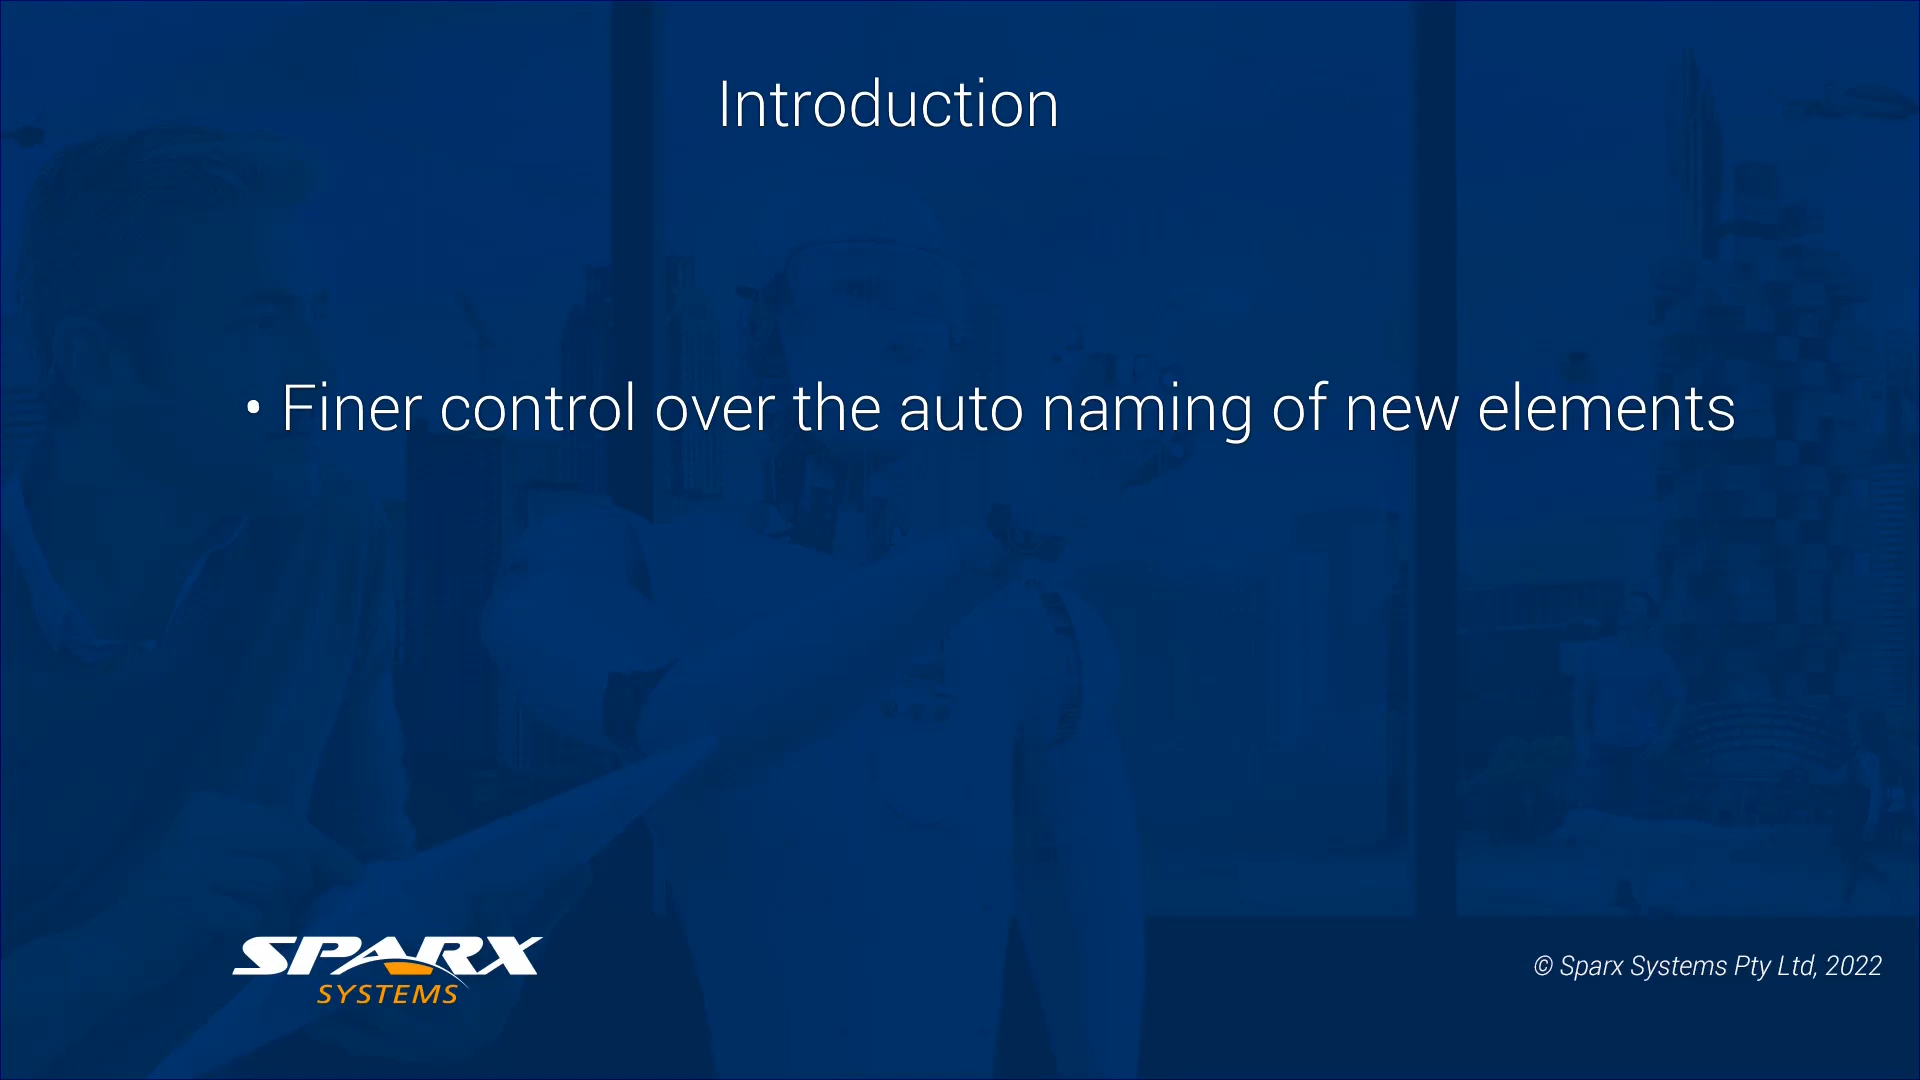 Introduction
• Finer control over the auto naming of new elements
SPARX
SYSTEMS
© Sparx Systems Pty Ltd, 2022